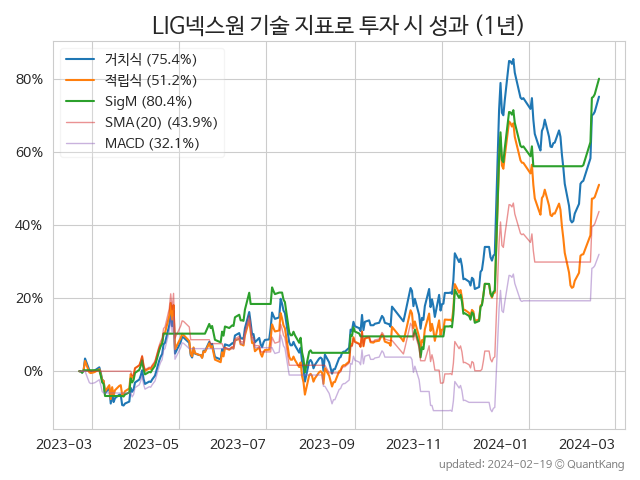 LIG넥스원 기술 지표로 투자 시 성과 (1년)
거치식 (75.4%)
적립식 (51.2%)
SigM (80.4%)
SMA(20) (43.9%)
MACD (32.1%)
80%
60%
40%
20%
0%
2023-03 2023-05 2023-07 2023-09 2023-11 2024-01 2024-03
updated: 2024-02-19 © QuantKang